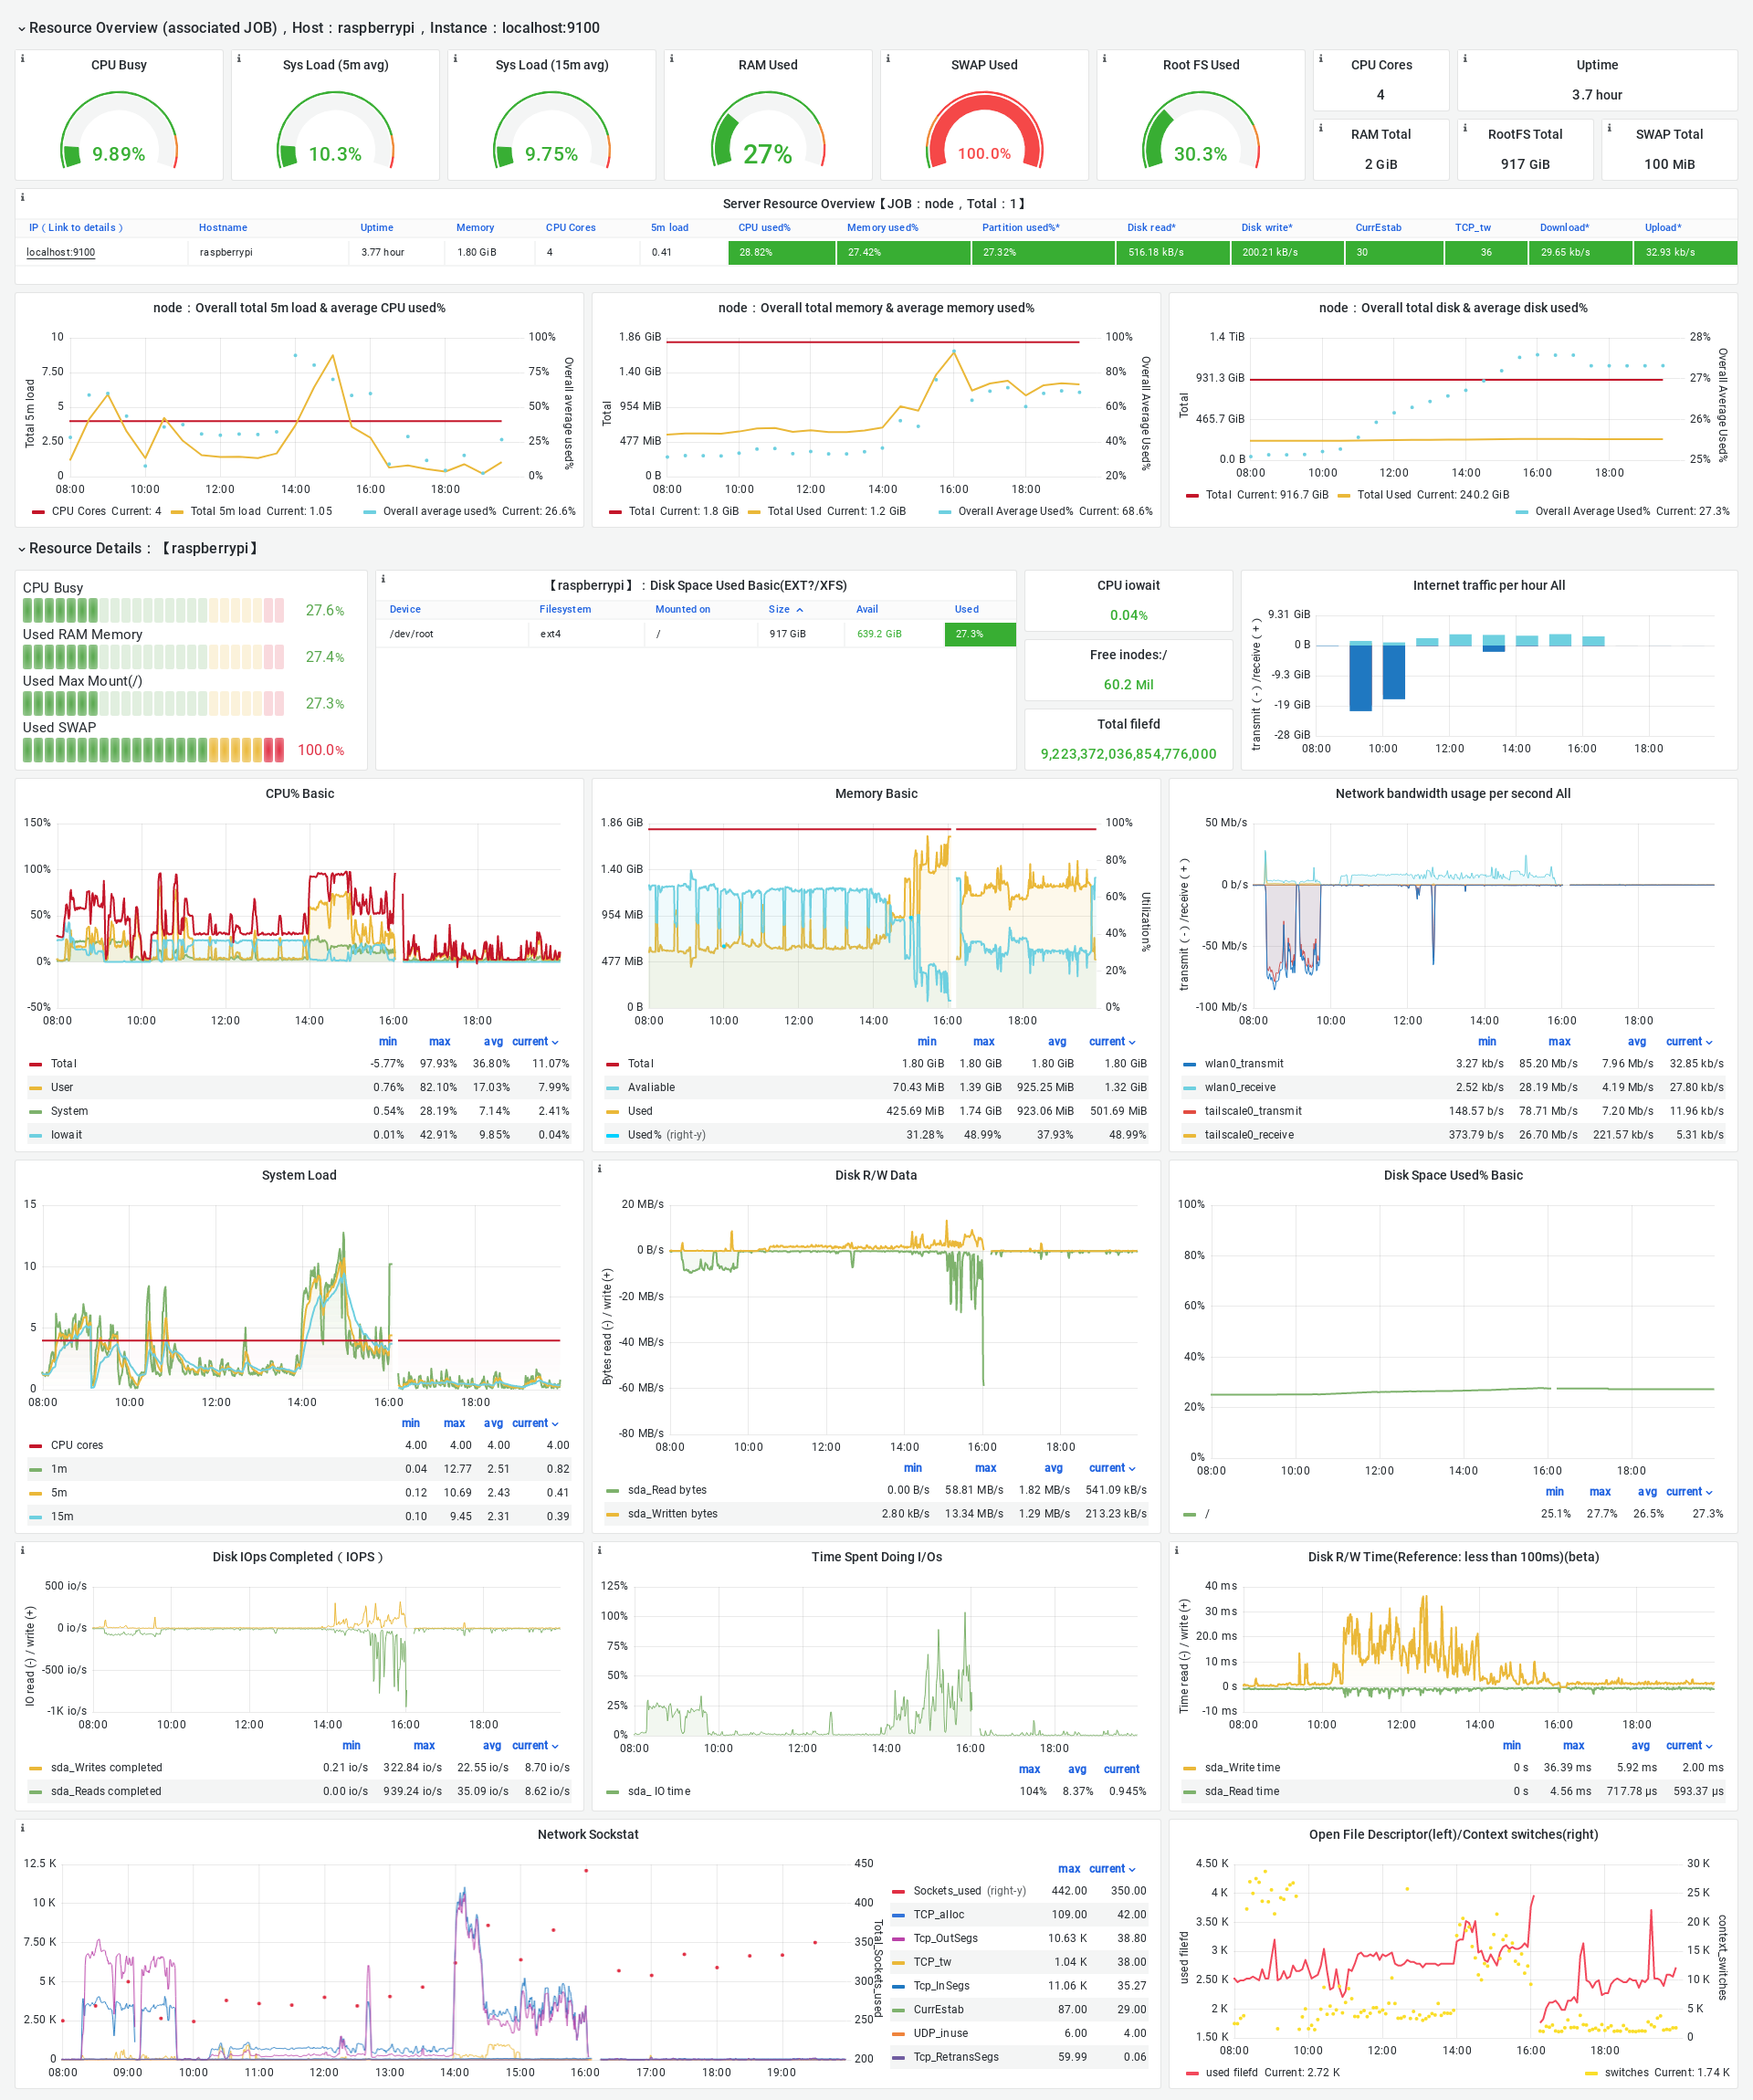 Resource Overview (associated JOB)，Host：raspberrypi，Instance：localhost:9100
CPU Busy
9.89%
Sys Load (5m avg)
10.3%
Sys Load (15m avg)
9.75%
RAM Used
27%
SWAP Used
100.0%
Root FS Used
30.3%
CPU Cores
4
Uptime
3.7 hour
RAM Total
2 GiB
RootFS Total
917 GiB
SWAP Total
100 MiB
Server Resource Overview【JOB：node，Total：1】
IP（Link to details） Hostname Uptime Memory CPU Cores 5m load CPU used% Memory used%* Partition used%* Disk read* Disk write* CurrEstab TCP_tw Download* Upload*
localhost:9100 raspberrypi 3.77 hour 1.80 GiB 4 0.41 28.82% 27.42% 27.32% 516.18 kB/s 200.21 kB/s 30 36 29.65 kb/s 32.93 kb/s
node：Overall total 5m load & average CPU used%
10 100%
7.50 75%
5 50%
2.50 25%
0 0%
Total 5m load
Overall average used%
08:00 10:00 12:00 14:00 16:00 18:00
CPU Cores Current: 4 Total 5m load Current: 1.05 Overall average used% Current: 26.6%
node：Overall total memory & average memory used%
1.86 GiB 100%
1.40 GiB 80%
954 MiB 60%
477 MiB 40%
0 B 20%
Total
Overall Average Used%
08:00 10:00 12:00 14:00 16:00 18:00
Total Current: 1.8 GiB Total Used Current: 1.2 GiB Overall Average Used% Current: 68.6%
node：Overall total disk & average disk used%
1.4 TiB 28%
931.3 GiB 27%
465.7 GiB 26%
0.0 B 25%
Total
Overall Average Used%
08:00 10:00 12:00 14:00 16:00 18:00
Total Current: 916.7 GiB Total Used Current: 240.2 GiB
Overall Average Used% Current: 27.3%
Resource Details：【raspberrypi】
CPU Busy
27.6%
Used RAM Memory
27.4%
Used Max Mount(/)
27.3%
Used SWAP
100.0%
【raspberrypi】：Disk Space Used Basic(EXT?/XFS)
Device Filesystem Mounted on Size Avail Used
/dev/root ext4 / 917 GiB 639.2 GiB 27.3%
CPU iowait
0.04%
Free inodes:/
60.2 Mil
Total filefd
9,223,372,036,854,776,000
Internet traffic per hour All
9.31 GiB
0 B
-9.3 GiB
-19 GiB
-28 GiB
transmit（-）/receive（+）
08:00 10:00 12:00 14:00 16:00 18:00
CPU% Basic
150%
100%
50%
0%
-50%
08:00 10:00 12:00 14:00 16:00 18:00
min max avg current
Total -5.77% 97.93% 36.80% 11.07%
User 0.76% 82.10% 17.03% 7.99%
System 0.54% 28.19% 7.14% 2.41%
Iowait 0.01% 42.91% 9.85% 0.04%
Memory Basic
1.86 GiB 100%
1.40 GiB 80%
954 MiB 60%
477 MiB 40%
0 B 20%
0%
Utilization%
08:00 10:00 12:00 14:00 16:00 18:00
min max avg current
Total 1.80 GiB 1.80 GiB 1.80 GiB 1.80 GiB
Avaliable 70.43 MiB 1.39 GiB 925.25 MiB 1.32 GiB
Used 425.69 MiB 1.74 GiB 923.06 MiB 501.69 MiB
Used% (right-y) 31.28% 48.99% 37.93% 48.99%
Network bandwidth usage per second All
50 Mb/s
0 b/s
-50 Mb/s
-100 Mb/s
transmit（-）/receive（+）
08:00 10:00 12:00 14:00 16:00 18:00
min max avg current
wlan0_transmit 3.27 kb/s 85.20 Mb/s 7.96 Mb/s 32.85 kb/s
wlan0_receive 2.52 kb/s 28.19 Mb/s 4.19 Mb/s 27.80 kb/s
tailscale0_transmit 148.57 b/s 78.71 Mb/s 7.20 Mb/s 11.96 kb/s
tailscale0_receive 373.79 b/s 26.70 Mb/s 221.57 kb/s 5.31 kb/s
System Load
15
10
5
0
08:00 10:00 12:00 14:00 16:00 18:00
min max avg current
CPU cores 4.00 4.00 4.00 4.00
1m 0.04 12.77 2.51 0.82
5m 0.12 10.69 2.43 0.41
15m 0.10 9.45 2.31 0.39
Disk R/W Data
20 MB/s
0 B/s
-20 MB/s
-40 MB/s
-60 MB/s
-80 MB/s
Bytes read (-) / write (+)
08:00 10:00 12:00 14:00 16:00 18:00
min max avg current
sda_Read bytes 0.00 B/s 58.81 MB/s 1.82 MB/s 541.09 kB/s
sda_Written bytes 2.80 kB/s 13.34 MB/s 1.29 MB/s 213.23 kB/s
Disk Space Used% Basic
100%
80%
60%
40%
20%
0%
08:00 10:00 12:00 14:00 16:00 18:00
min max avg current
/ 25.1% 27.7% 26.5% 27.3%
Disk IOps Completed（IOPS）
500 io/s
0 io/s
-500 io/s
-1K io/s
IO read (-) / write (+)
08:00 10:00 12:00 14:00 16:00 18:00
min max avg current
sda_Writes completed 0.21 io/s 322.84 io/s 22.55 io/s 8.70 io/s
sda_Reads completed 0.00 io/s 939.24 io/s 35.09 io/s 8.62 io/s
Time Spent Doing I/Os
125%
100%
75%
50%
25%
0%
08:00 10:00 12:00 14:00 16:00 18:00
max avg current
sda_ IO time 104% 8.37% 0.945%
Disk R/W Time(Reference: less than 100ms)(beta)
40 ms
30 ms
20.0 ms
10 ms
0 s
-10 ms
Time read (-) / write (+)
08:00 10:00 12:00 14:00 16:00 18:00
min max avg current
sda_Write time 0 s 36.39 ms 5.92 ms 2.00 ms
sda_Read time 0 s 4.56 ms 717.78 µs 593.37 µs
Network Sockstat
12.5 K 450
10 K 400
7.50 K 350
5 K 300
2.50 K 250
0 200
Total_Sockets_used
08:00 09:00 10:00 11:00 12:00 13:00 14:00 15:00 16:00 17:00 18:00 19:00
max current
Sockets_used (right-y) 442.00 350.00
TCP_alloc 109.00 42.00
Tcp_OutSegs 10.63 K 38.80
TCP_tw 1.04 K 38.00
Tcp_InSegs 11.06 K 35.27
CurrEstab 87.00 29.00
UDP_inuse 6.00 4.00
Tcp_RetransSegs 59.99 0.06
Open File Descriptor(left)/Context switches(right)
4.50 K 30 K
4 K 25 K
3.50 K 20 K
3 K 15 K
2.50 K 10 K
2 K 5 K
1.50 K 0
used filefd
context_switches
08:00 10:00 12:00 14:00 16:00 18:00
used filefd Current: 2.72 K switches Current: 1.74 K